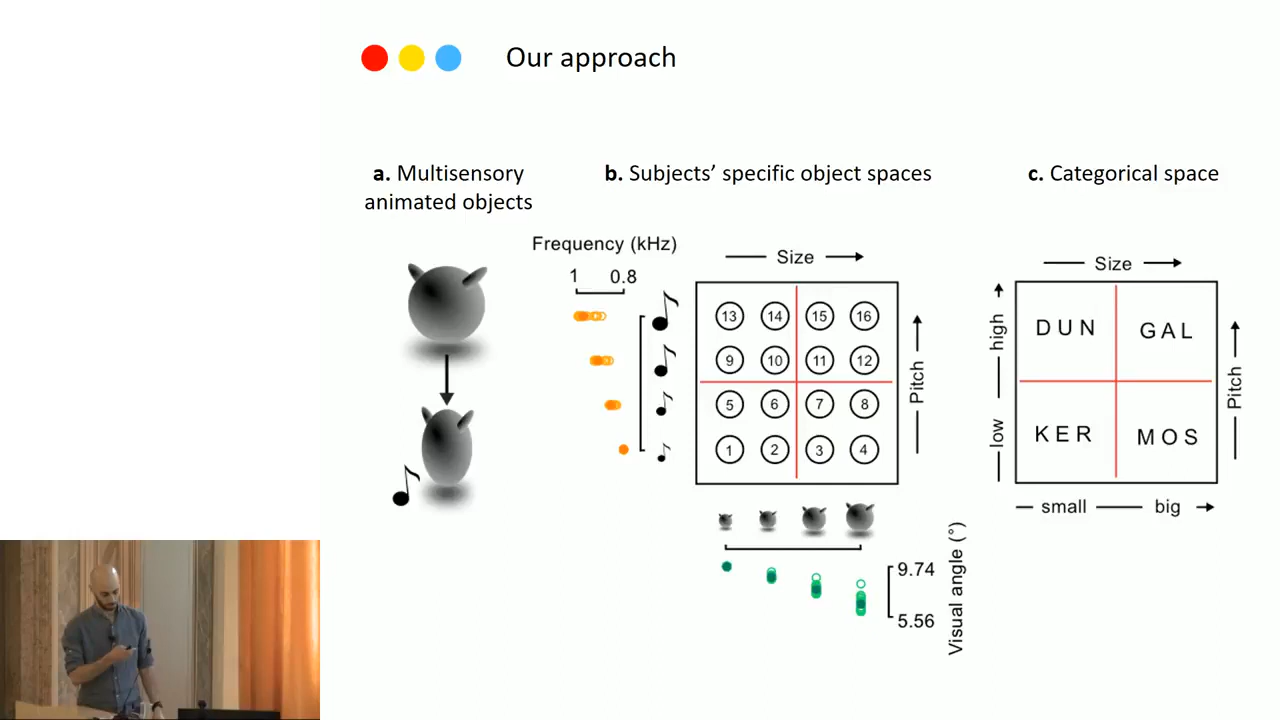 Our approach
a. Multisensory
animated objects
b. Subjects' specific object spaces
c. Categorical space
Frequency (kHz)
1 0.8
Size
13 14 15 16
9 10 11 12
5 6 7 8
1 2 3 4
Pitch
9.74
5.56
Visual angle (°)
Size
high
low
DUN GAL
KER MOS
Pitch
small big